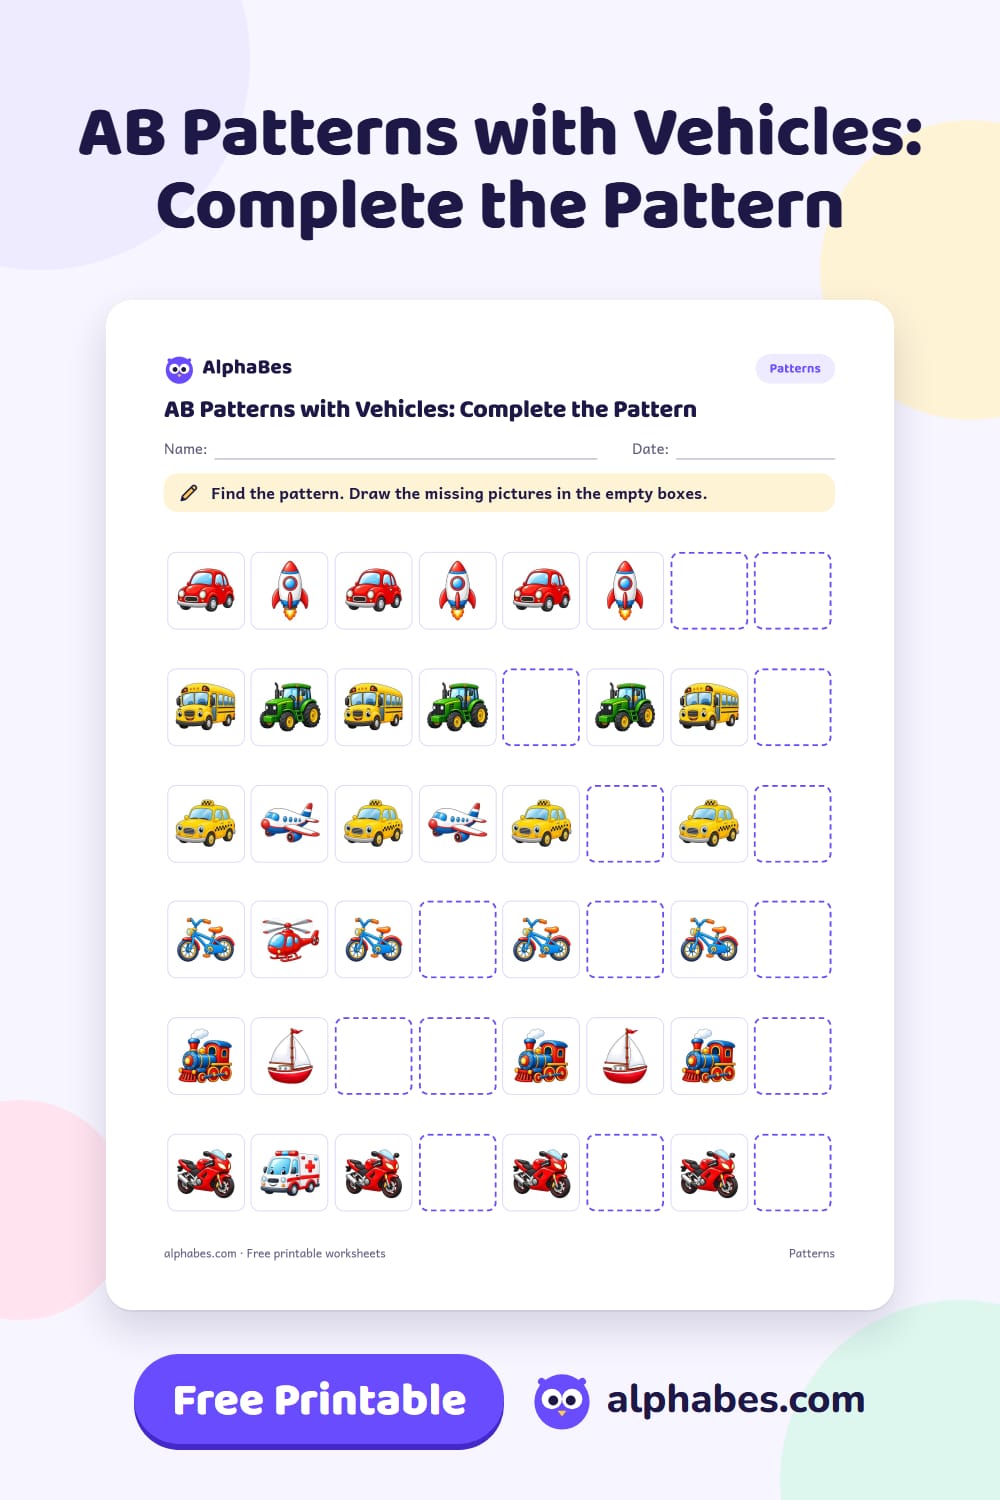 AB Patterns with Vehicles:
Complete the Pattern
AlphaBes
Patterns
AB Patterns with Vehicles: Complete the Pattern
Name:
Date:
Find the pattern. Draw the missing pictures in the empty boxes.
alphabes.com · Free printable worksheets
Patterns
Free Printable
alphabes.com